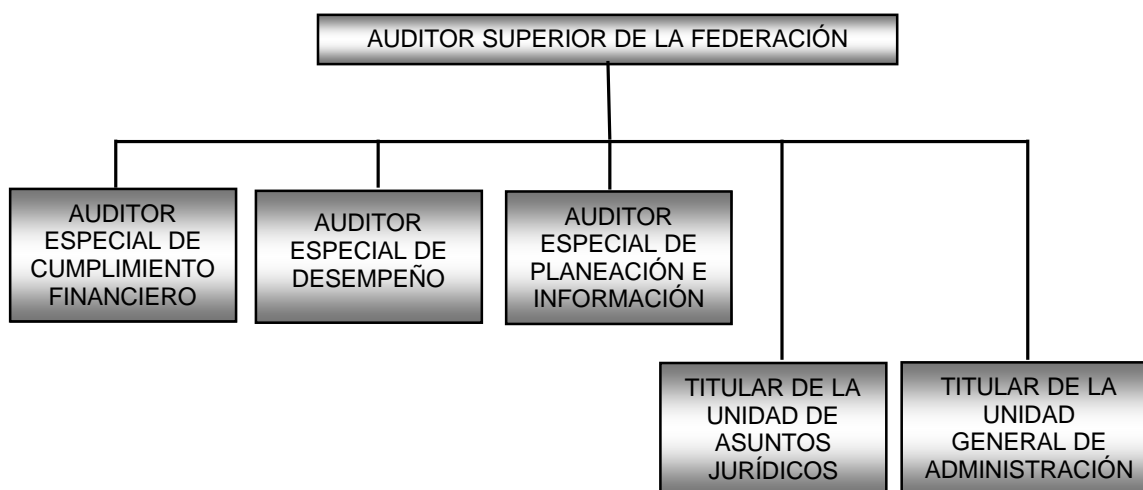 AUDITOR SUPERIOR DE LA FEDERACIÓN
AUDITOR
ESPECIAL DE
CUMPLIMIENTO
FINANCIERO
AUDITOR
ESPECIAL DE
DESEMPEÑO
AUDITOR
ESPECIAL DE
PLANEACIÓN E
INFORMACIÓN
TITULAR DE LA
UNIDAD DE
ASUNTOS
JURÍDICOS
TITULAR DE LA
UNIDAD
GENERAL DE
ADMINISTRACIÓN